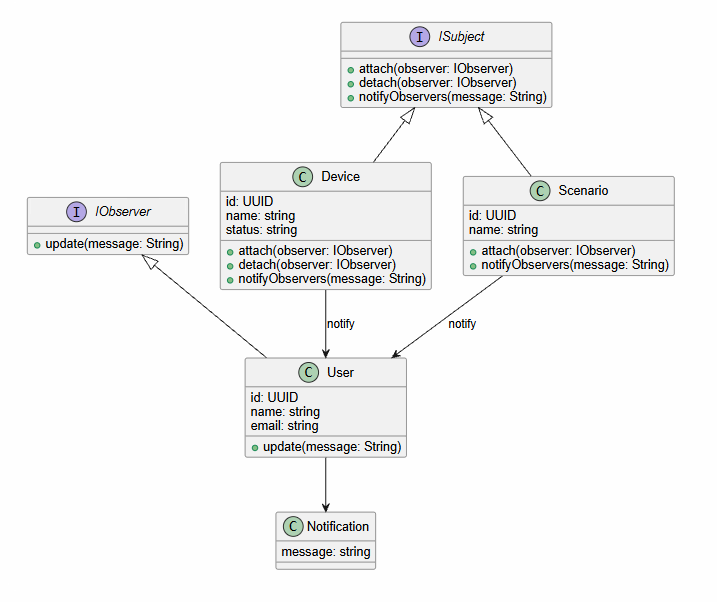 I ISubject
attach(observer: IObserver)
detach(observer: IObserver)
notifyObservers(message: String)
C Device
id: UUID
name: string
status: string
attach(observer: IObserver)
detach(observer: IObserver)
notifyObservers(message: String)
C Scenario
id: UUID
name: string
attach(observer: IObserver)
notifyObservers(message: String)
I IObserver
update(message: String)
notify
notify
C User
id: UUID
name: string
email: string
update(message: String)
C Notification
message: string